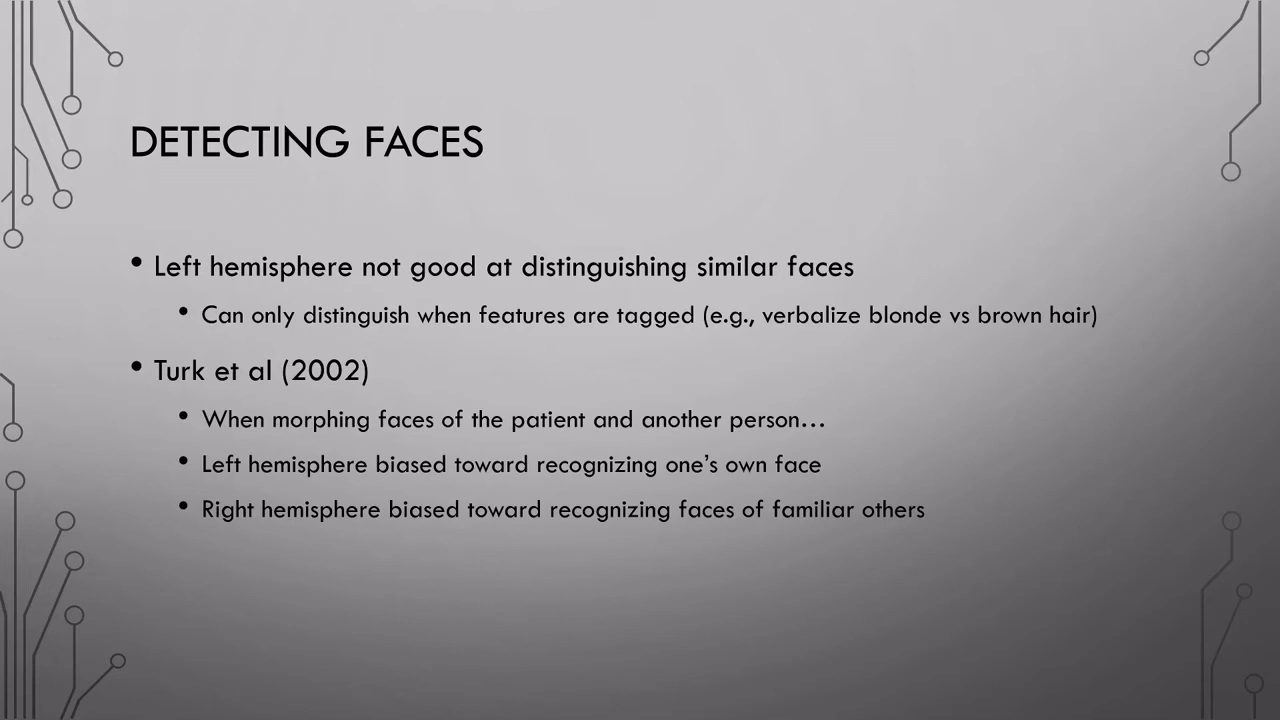 DETECTING FACES
• Left hemisphere not good at distinguishing similar faces
• Can only distinguish when features are tagged (e.g., verbalize blonde vs brown hair)
• Turk et al (2002)
• When morphing faces of the patient and another person…
• Left hemisphere biased toward recognizing one’s own face
• Right hemisphere biased toward recognizing faces of familiar others